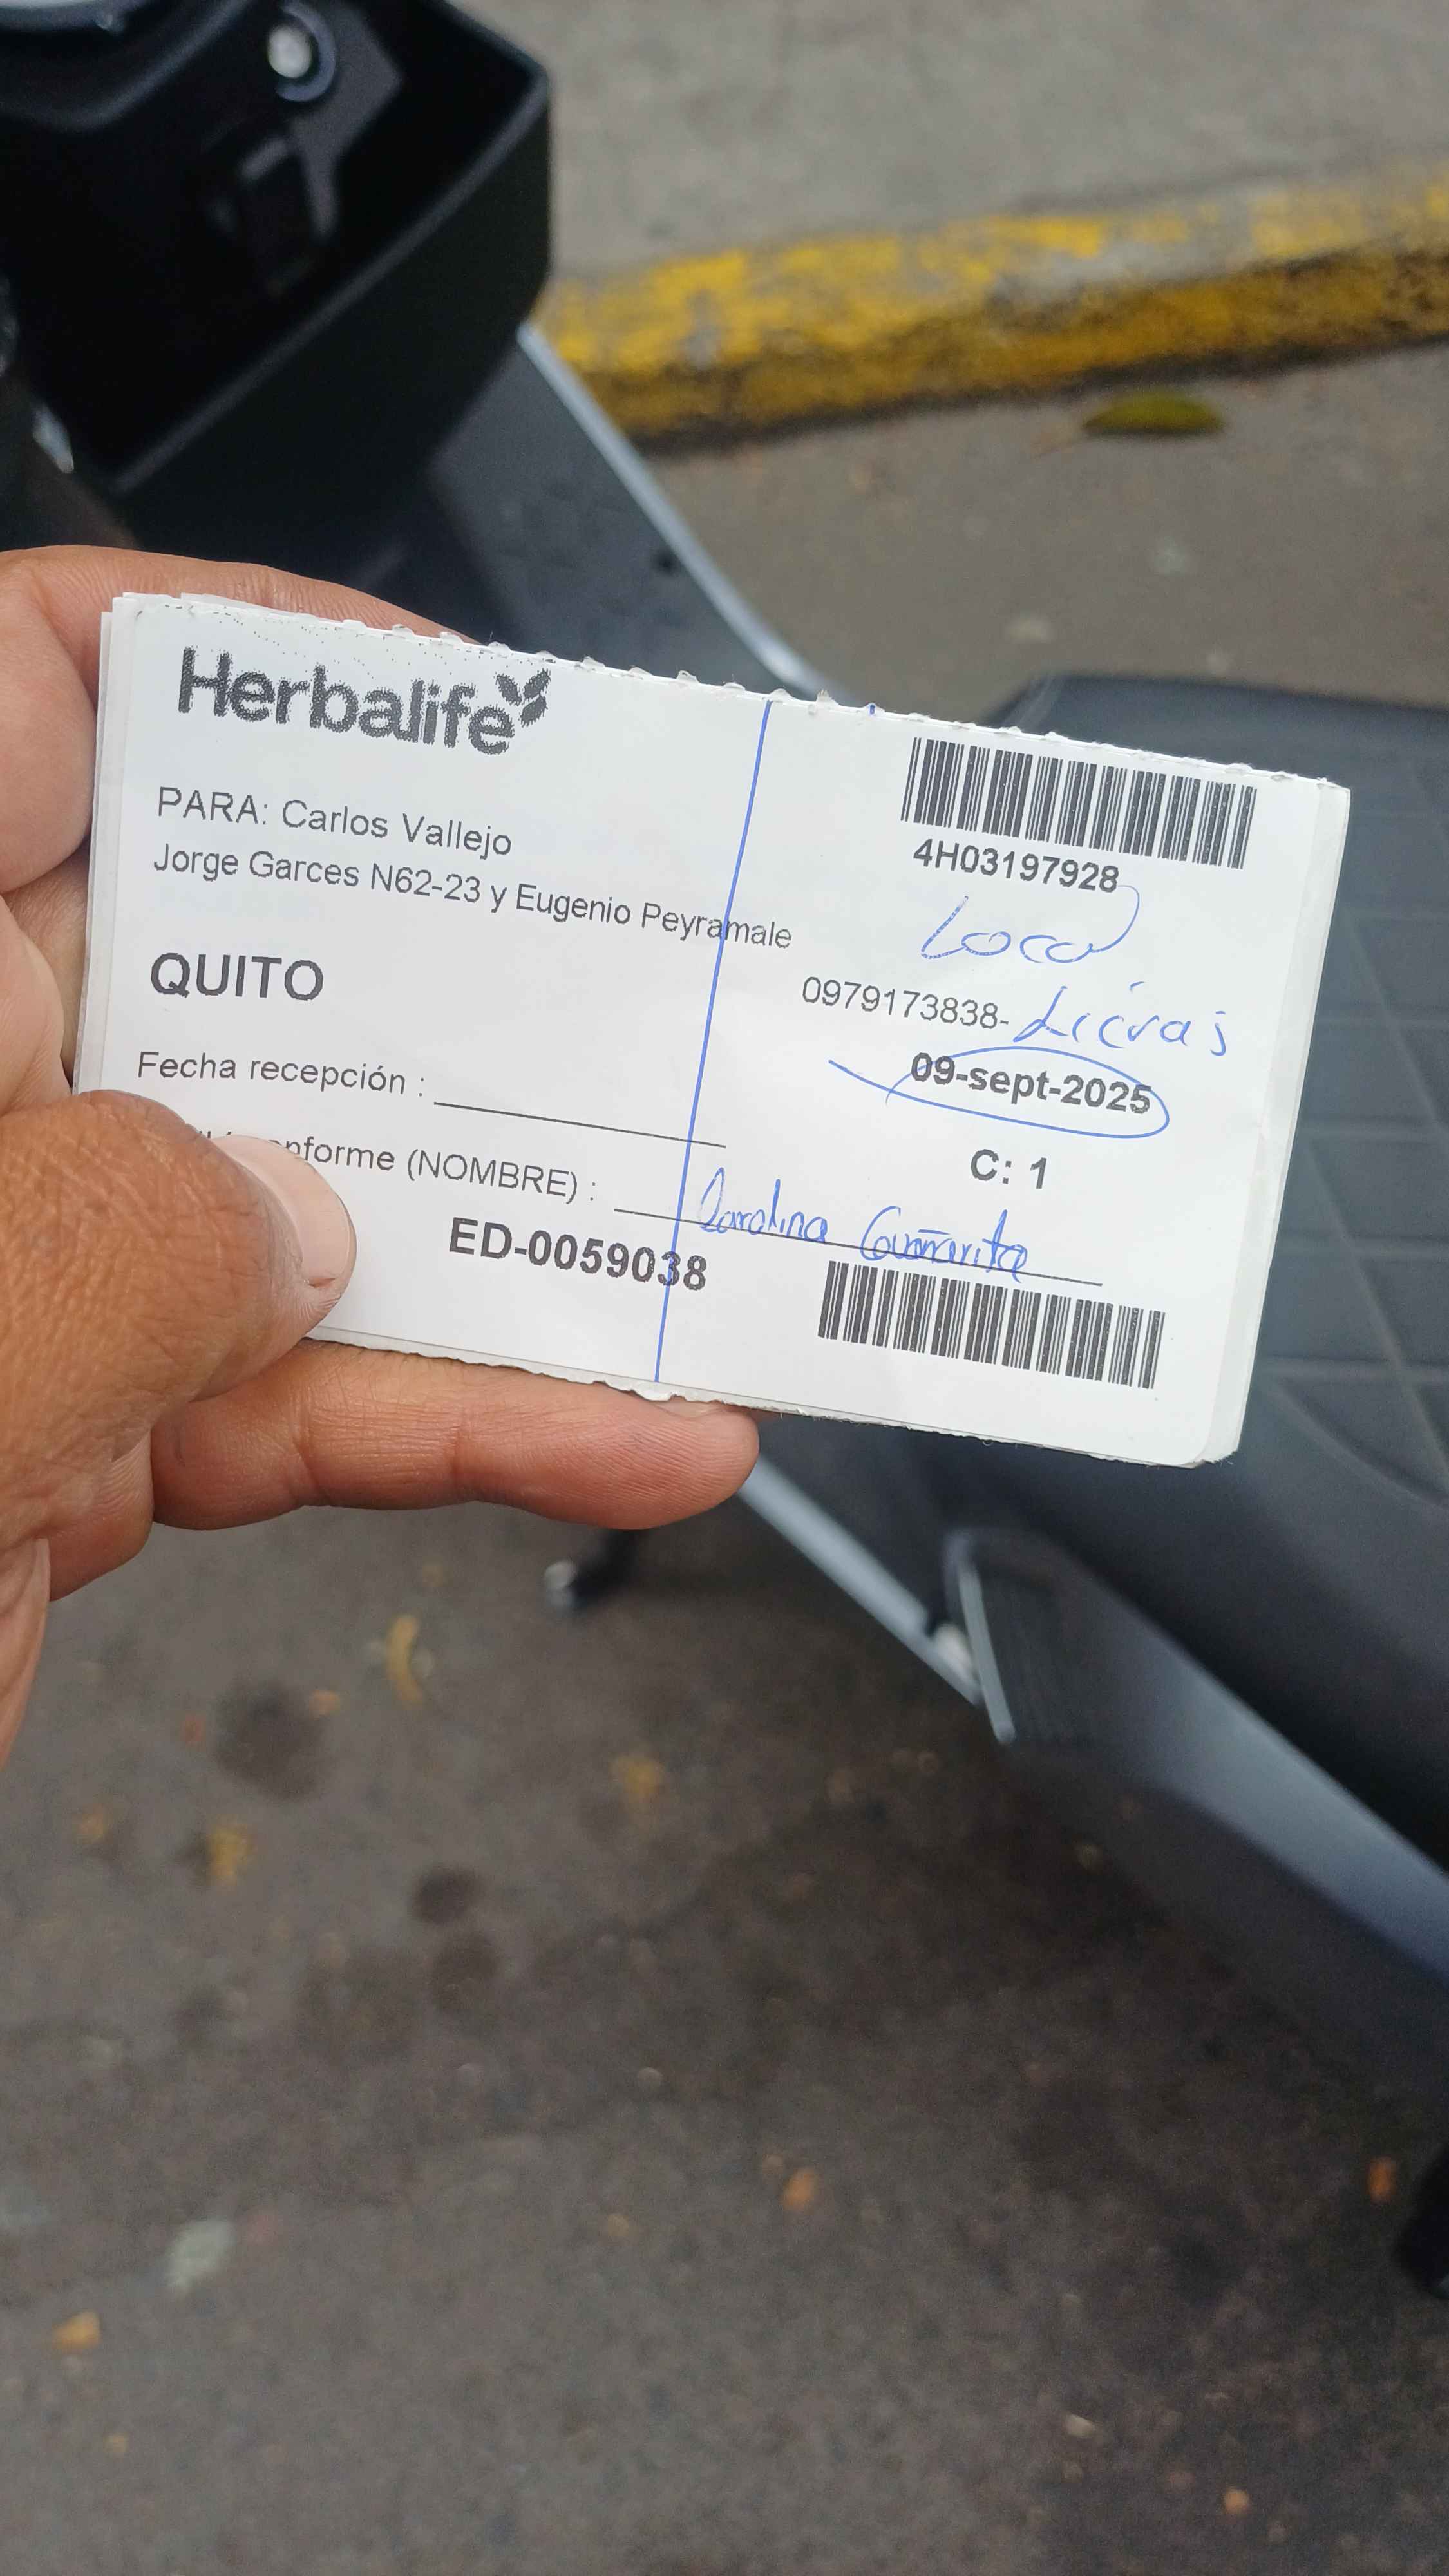 Herbalife
PARA: Carlos Vallejo
Jorge Garces N62-23 y Eugenio Peyramale
QUITO
Fecha recepción :
onforme (NOMBRE) : Carolina
ED-0059038
4H03197928
Local
0979173838-
09-sept-2025
C: 1